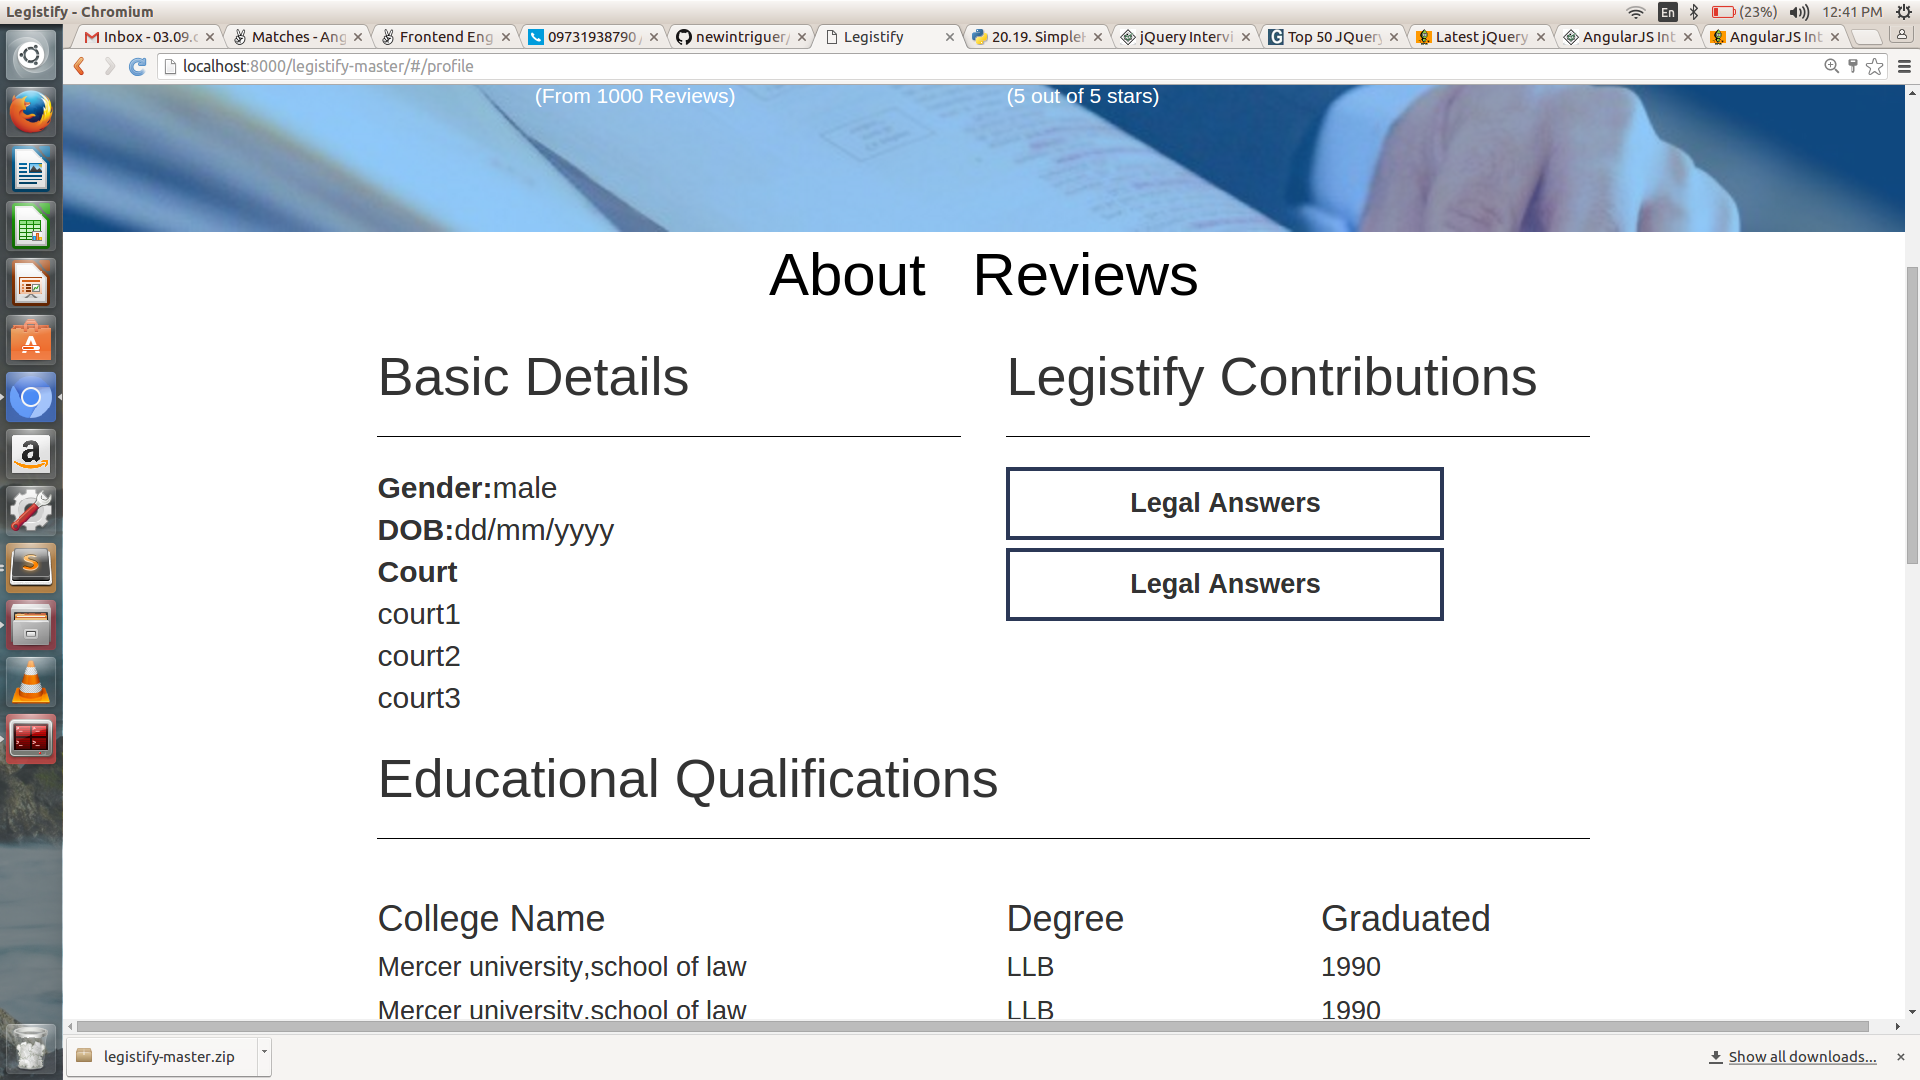 Legistify - Chromium
En
(23%)
12:41 PM
Inbox - 03.09.
Matches - Ang
Frontend Eng
09731938790
newintriguer/
Legistify
20.19. Simple
jQuery Intervi
Top 50 JQuery
Latest jQuery
AngularJS Int
AngularJS Int
localhost:8000/legistify-master/#/profile
(From 1000 Reviews)
(5 out of 5 stars)
About Reviews
Basic Details
Legistify Contributions
Gender:male
DOB:dd/mm/yyyy
Court
court1
court2
court3
Legal Answers
Legal Answers
Educational Qualifications
College Name Degree Graduated
Mercer university,school of law LLB 1990
Mercer university,school of law LLB 1990
legistify-master.zip
Show all downloads...